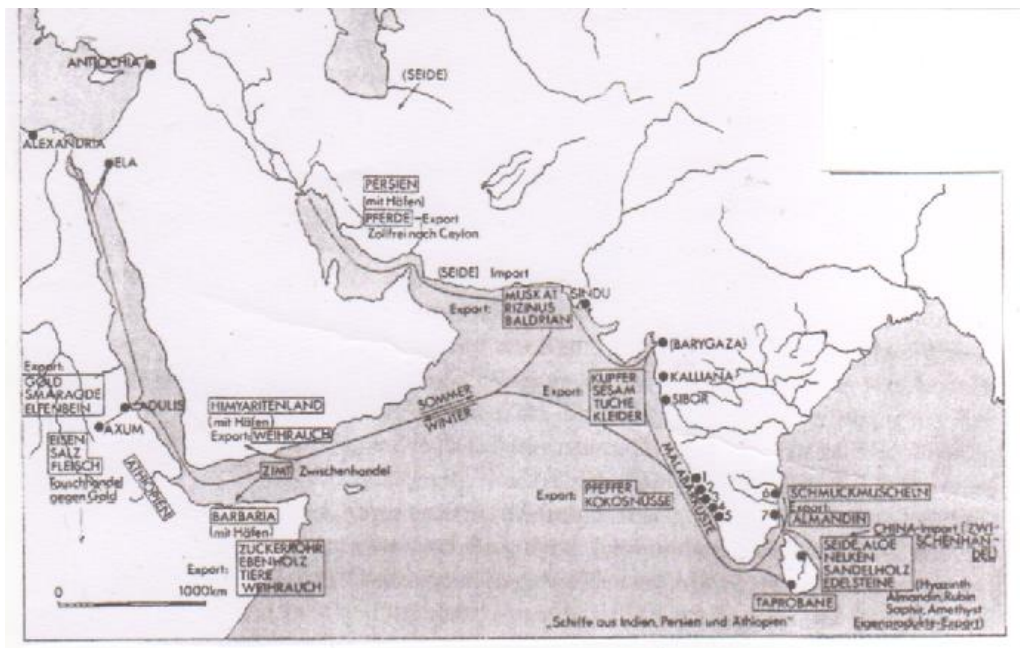 ANTIOCHIA
(SEIDE)
ALEXANDRIA
ELA
PERSIEN
(mit Häfen)
PFERDE – Export
Zollfrei nach Ceylon
(SEIDE) Import
Export:
MUSKAT
RIZINUS
BALDRIAN
SINDU
(BARYGAZA)
KALLIANA
SIBOR
Export:
KUPFER
SESAM
TUCHE
KLEIDER
Export:
GOLD
SMARAGDE
ELFENBEIN
ADULIS
AXUM
EISEN
SALZ
FLEISCH
Tauschhandel
gegen Gold
ÄTHIOPIEN
HIMYARITENLAND
(mit Häfen)
Export: WEIHRAUCH
SOMMER
WINTER
ZIMT Zwischenhandel
BARBARIA
(mit Häfen)
Export:
ZUCKERROHR
EBENHOLZ
TIERE
WEIHRAUCH
Export:
PFEFFER
KOKOSNÜSSE
1
5
6
7
SCHMUCKMUSCHELN
Export:
ALMANDIN
CHINA-Import (ZWI-
SCHENHAN-
DEL)
SEIDE, ALOE
NELKEN
SANDELHOLZ
EDELSTEINE
(Hyazinth
Almandin, Rubin
Saphir, Amethyst
Eigenprodukte-Export)
TAPROBANE
0 1000km
„Schiffe aus Indien, Persien und Äthiopien"